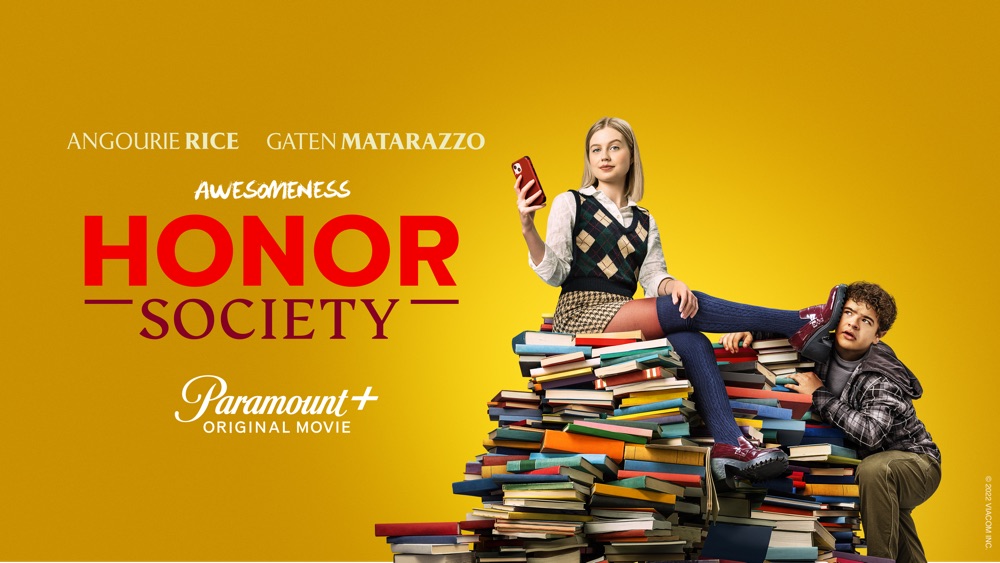 ANGOURIE RICE GATEN MATARAZZO
AWESOMENESS
HONOR
SOCIETY
Paramount+
ORIGINAL MOVIE
© 2022 VIACOM INC.